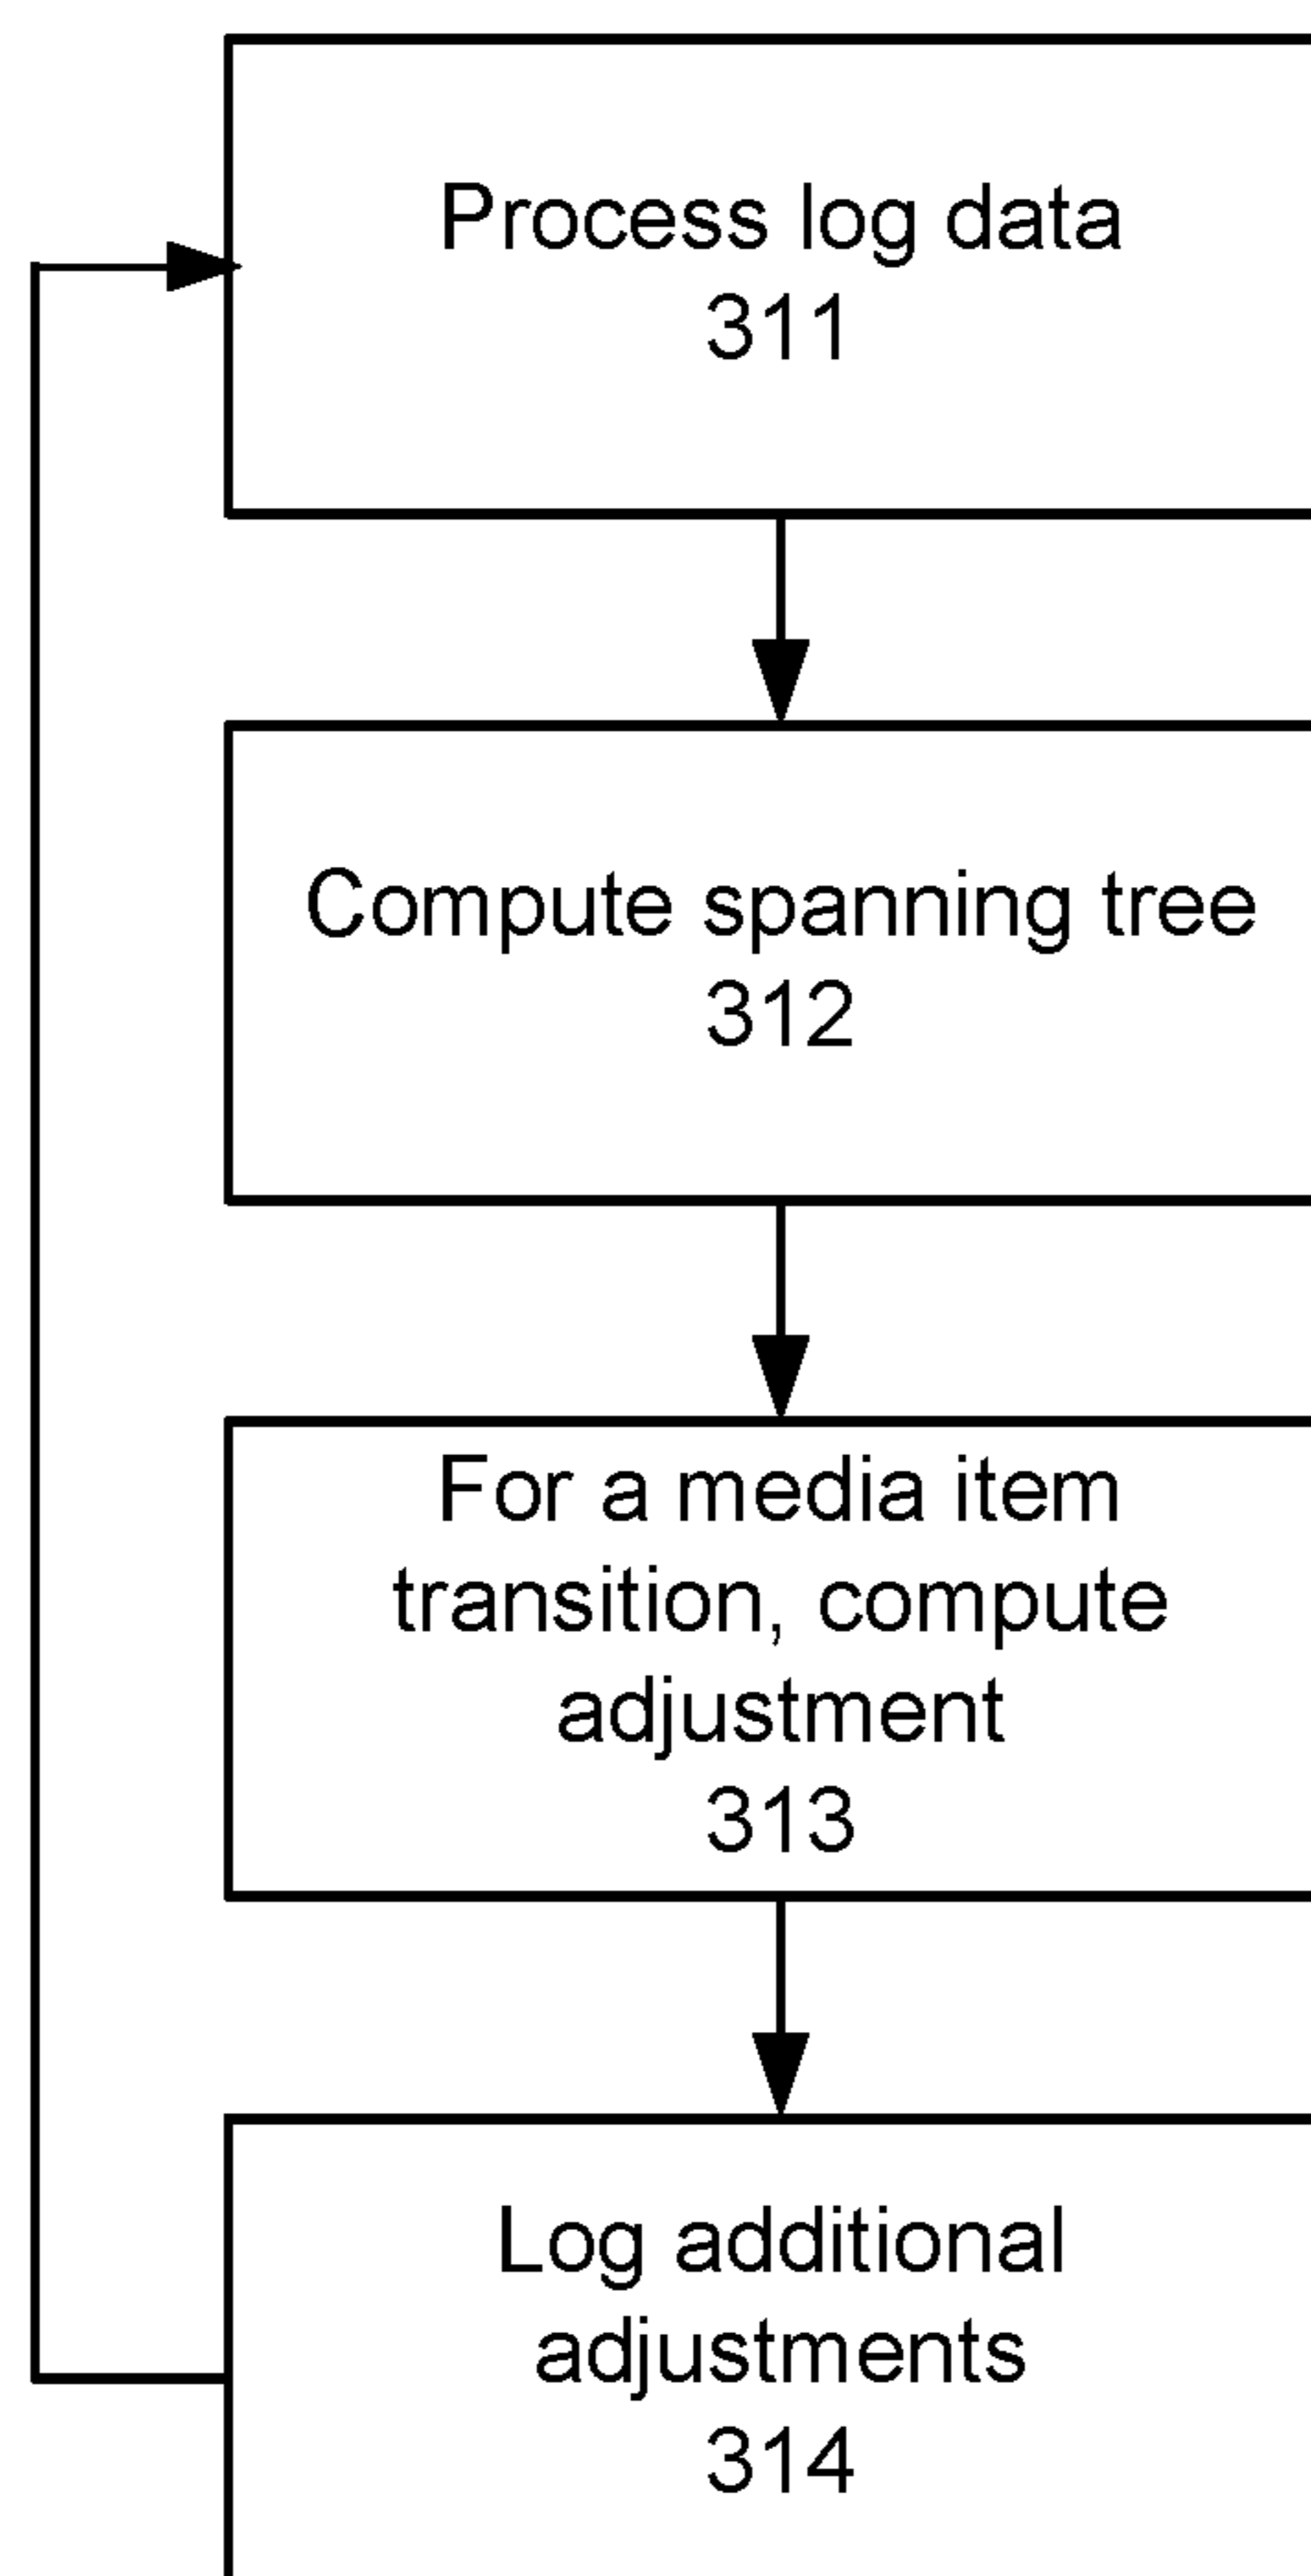 Process log data
311
Compute spanning tree
312
For a media item
transition, compute
adjustment
313
Log additional
adjustments
314